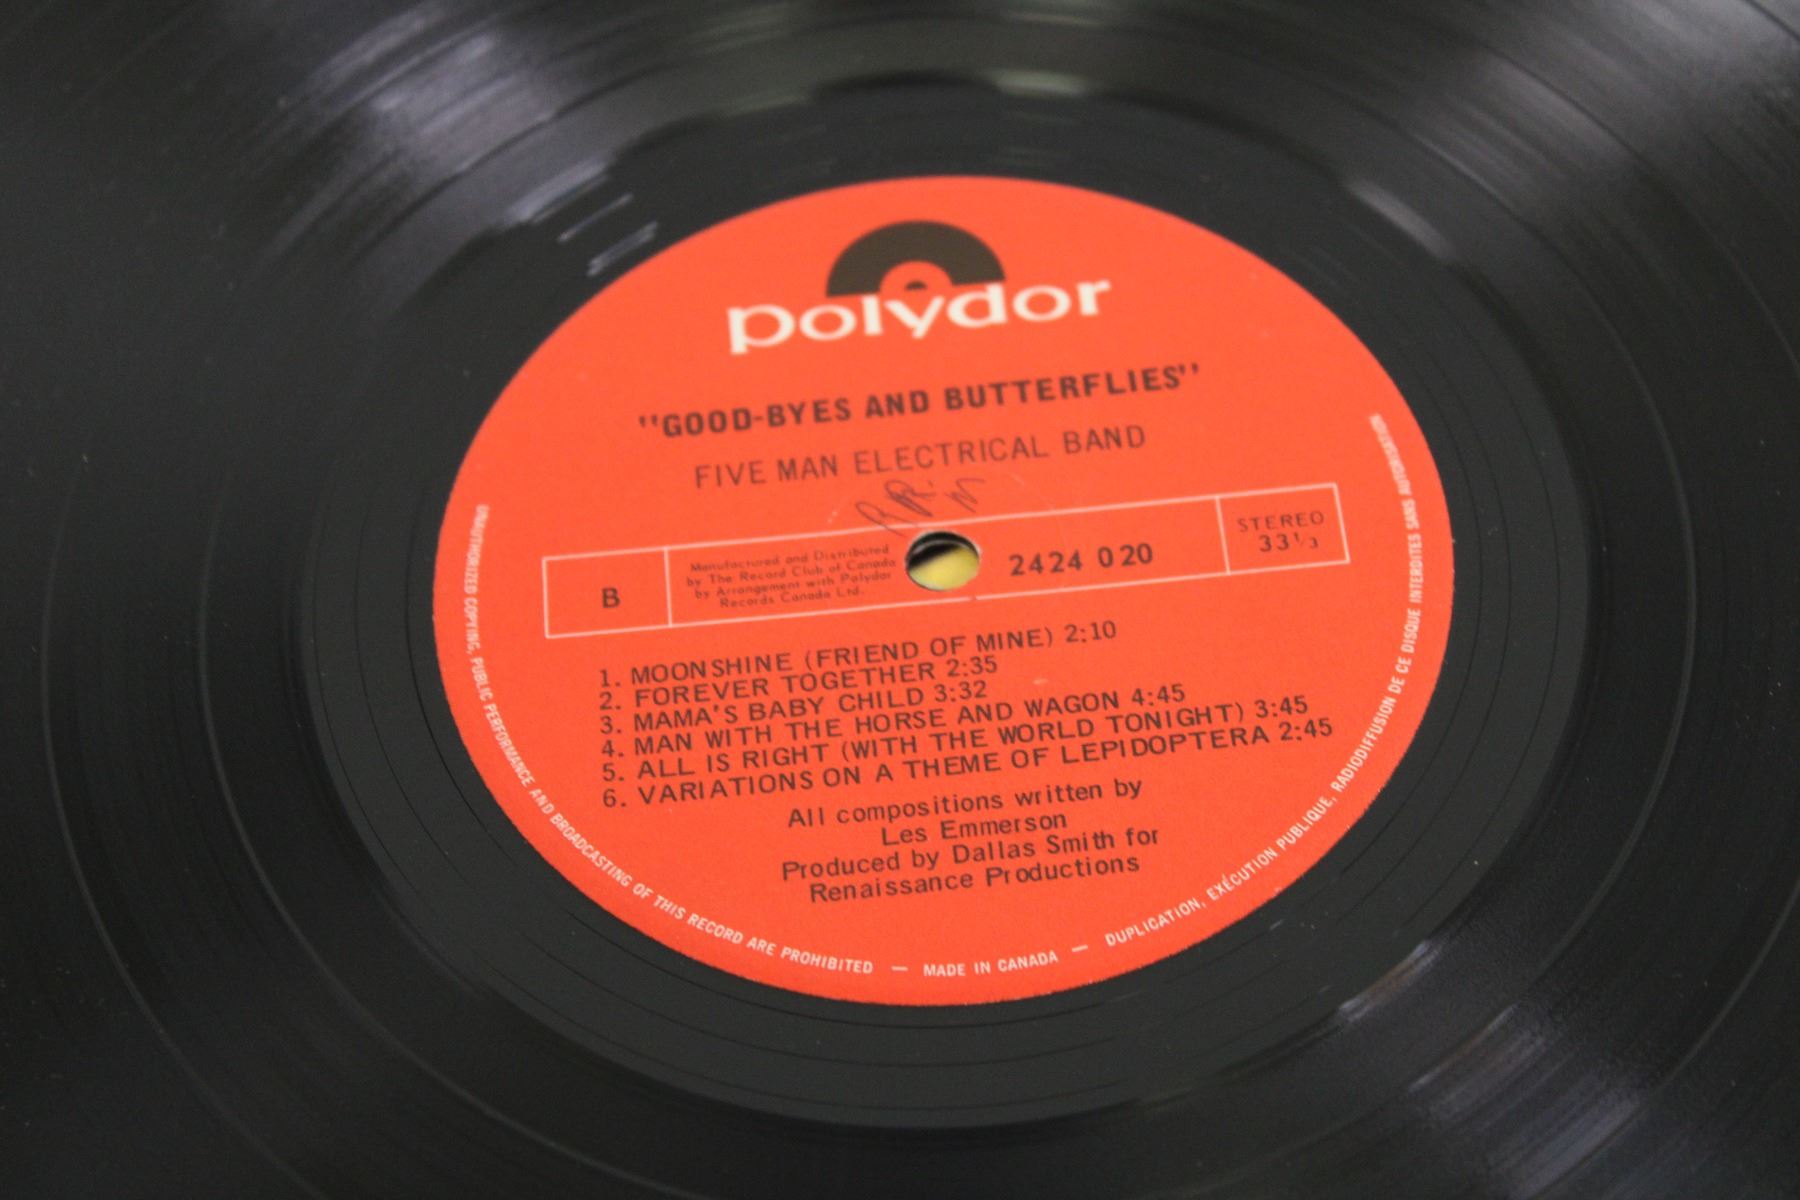 polydor
"GOOD-BYES AND BUTTERFLIES"
FIVE MAN ELECTRICAL BAND
B
Manufactured and Distributed
by The Record Club of Canada
by Arrangement with Polydor
Records Canada Ltd.
2424 020
STEREO
33⅓
1. MOONSHINE (FRIEND OF MINE) 2:10
2. FOREVER TOGETHER 2:35
3. MAMA'S BABY CHILD 3:32
4. MAN WITH THE HORSE AND WAGON 4:45
5. ALL IS RIGHT (WITH THE WORLD TONIGHT) 3:45
6. VARIATIONS ON A THEME OF LEPIDOPTERA 2:45
All compositions written by
Les Emmerson
Produced by Dallas Smith for
Renaissance Productions
UNAUTHORIZED COPYING, PUBLIC PERFORMANCE AND BROADCASTING OF THIS RECORD ARE PROHIBITED — MADE IN CANADA — DUPLICATION, EXÉCUTION PUBLIQUE, RADIODIFFUSION DE CE DISQUE INTERDITES SANS AUTORISATION